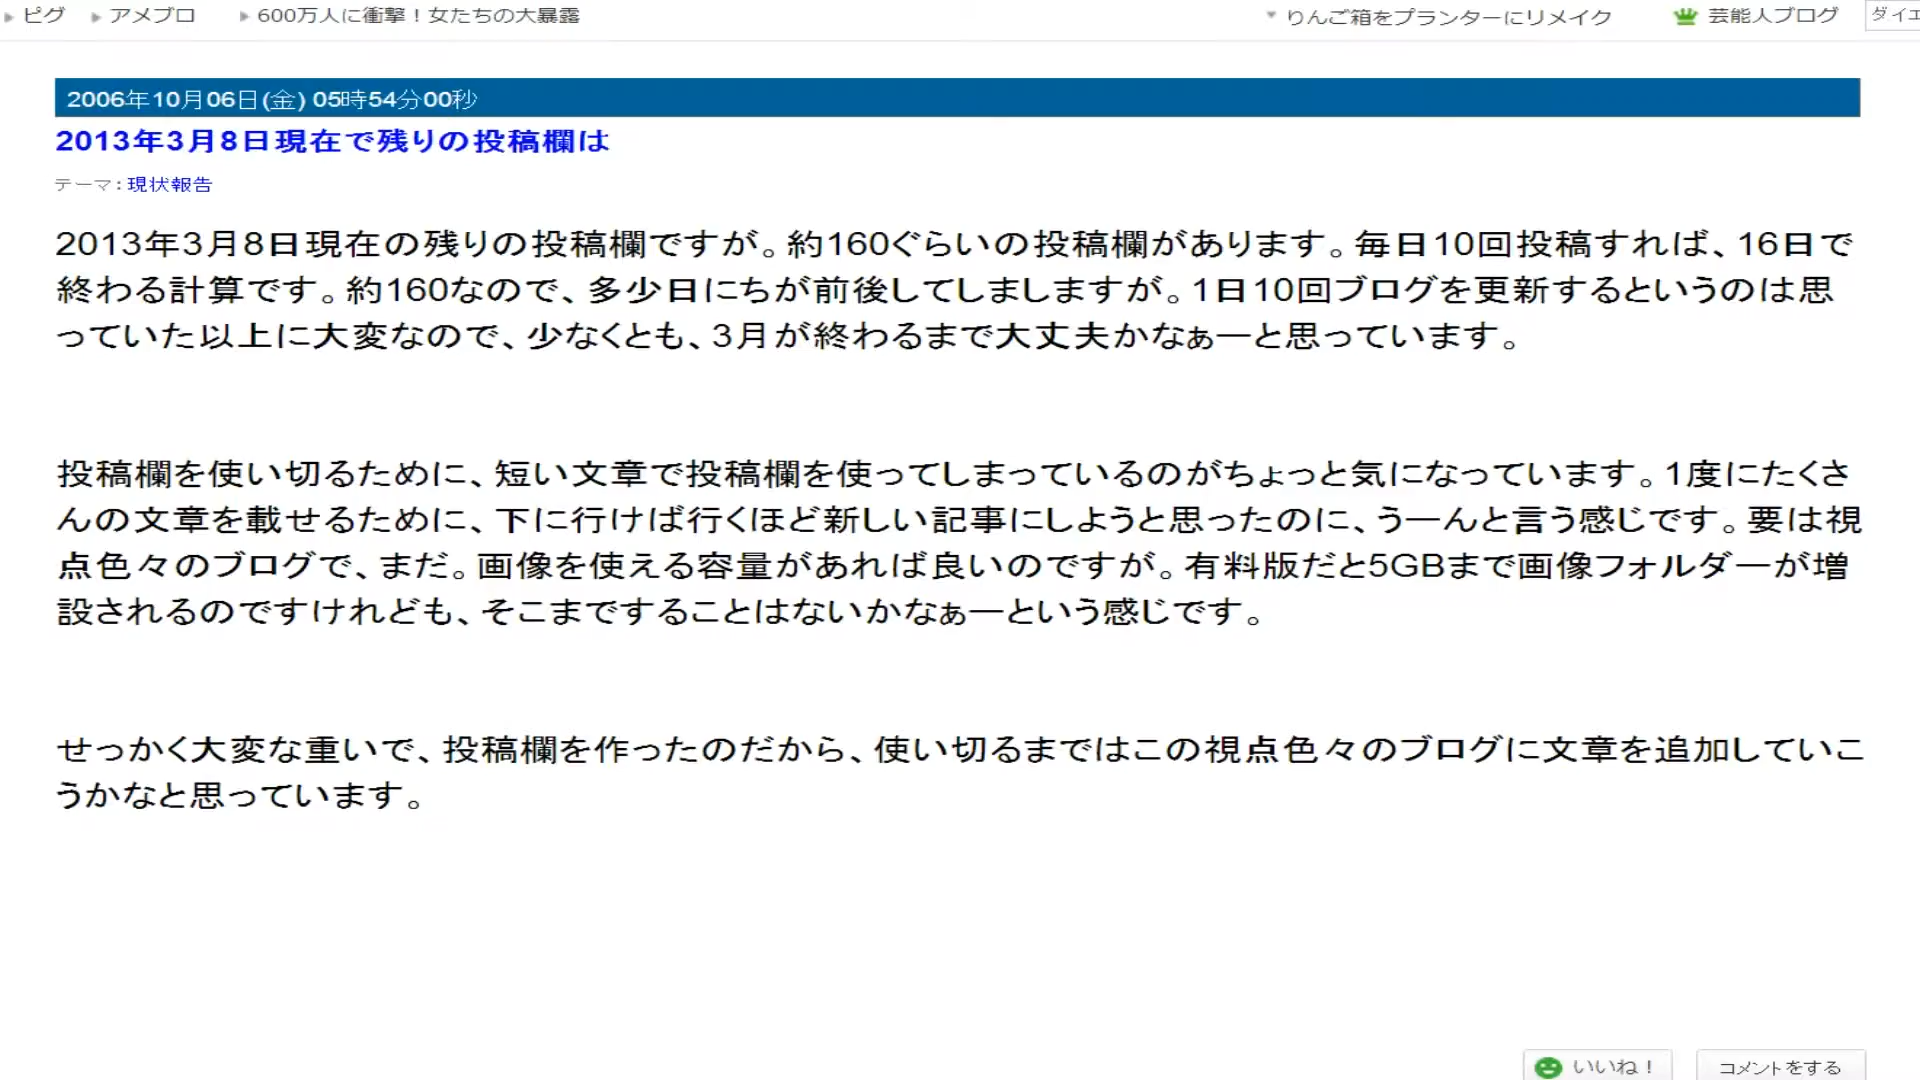 ピグ アメブロ 600万人に衝撃！女たちの大暴露 りんご箱をプランターにリメイク 芸能人ブログ ダイエ
2006年10月06日(金) 05時54分00秒
2013年3月8日現在で残りの投稿欄は
テーマ：現状報告
2013年3月8日現在の残りの投稿欄ですが。約160ぐらいの投稿欄があります。毎日10回投稿すれば、16日で
終わる計算です。約160なので、多少日にちが前後してしましますが。1日10回ブログを更新するというのは思
っていた以上に大変なので、少なくとも、3月が終わるまで大丈夫かなぁーと思っています。
投稿欄を使い切るために、短い文章で投稿欄を使ってしまっているのがちょっと気になっています。1度にたくさ
んの文章を載せるために、下に行けば行くほど新しい記事にしようと思ったのに、うーんと言う感じです。要は視
点色々のブログで、まだ。画像を使える容量があれば良いのですが。有料版だと5GBまで画像フォルダーが増
設されるのですけれども、そこまですることはないかなぁーという感じです。
せっかく大変な重いで、投稿欄を作ったのだから、使い切るまではこの視点色々のブログに文章を追加していこ
うかなと思っています。
いいね！ コメントをする